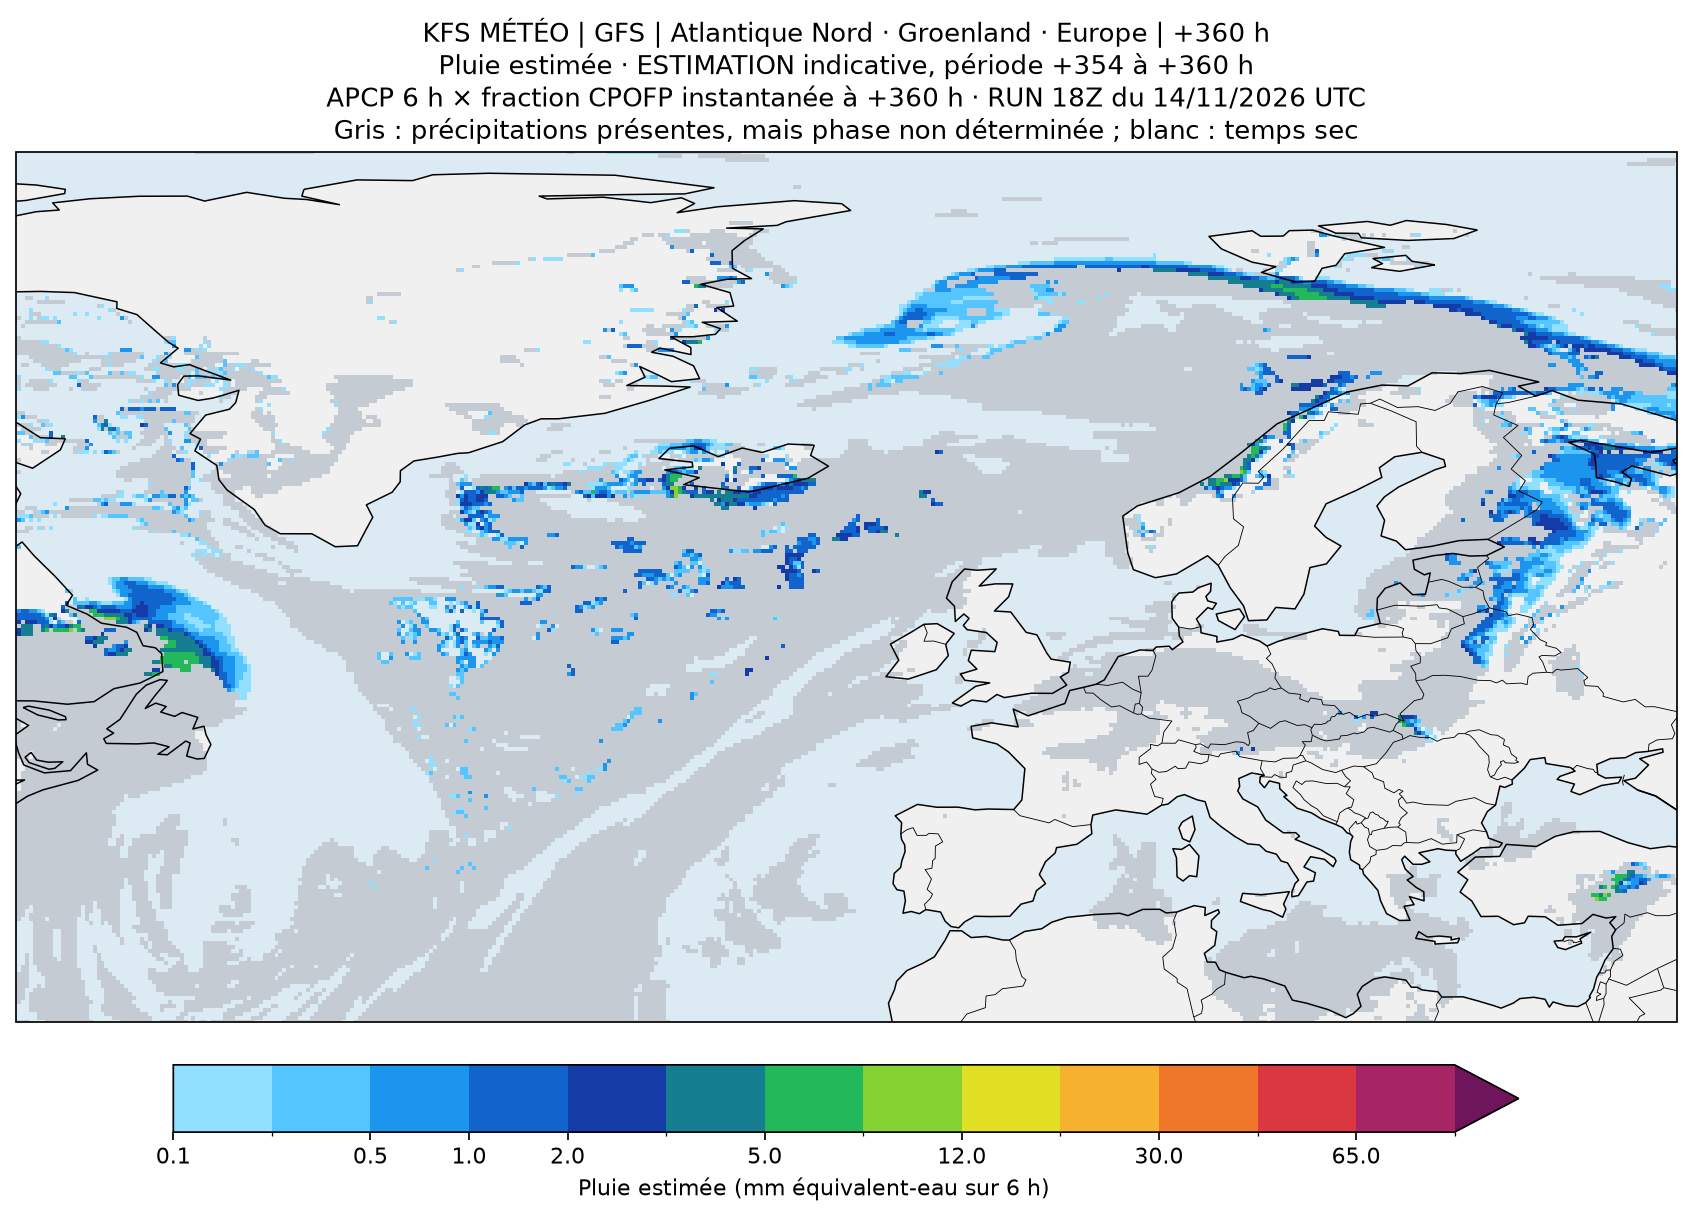 KFS MÉTÉO | GFS | Atlantique Nord · Groenland · Europe | +360 h
Pluie estimée · ESTIMATION indicative, période +354 à +360 h
APCP 6 h × fraction CPOFP instantanée à +360 h · RUN 18Z du 14/11/2026 UTC
Gris : précipitations présentes, mais phase non déterminée ; blanc : temps sec
0.1 0.5 1.0 2.0 5.0 12.0 30.0 65.0
Pluie estimée (mm équivalent-eau sur 6 h)